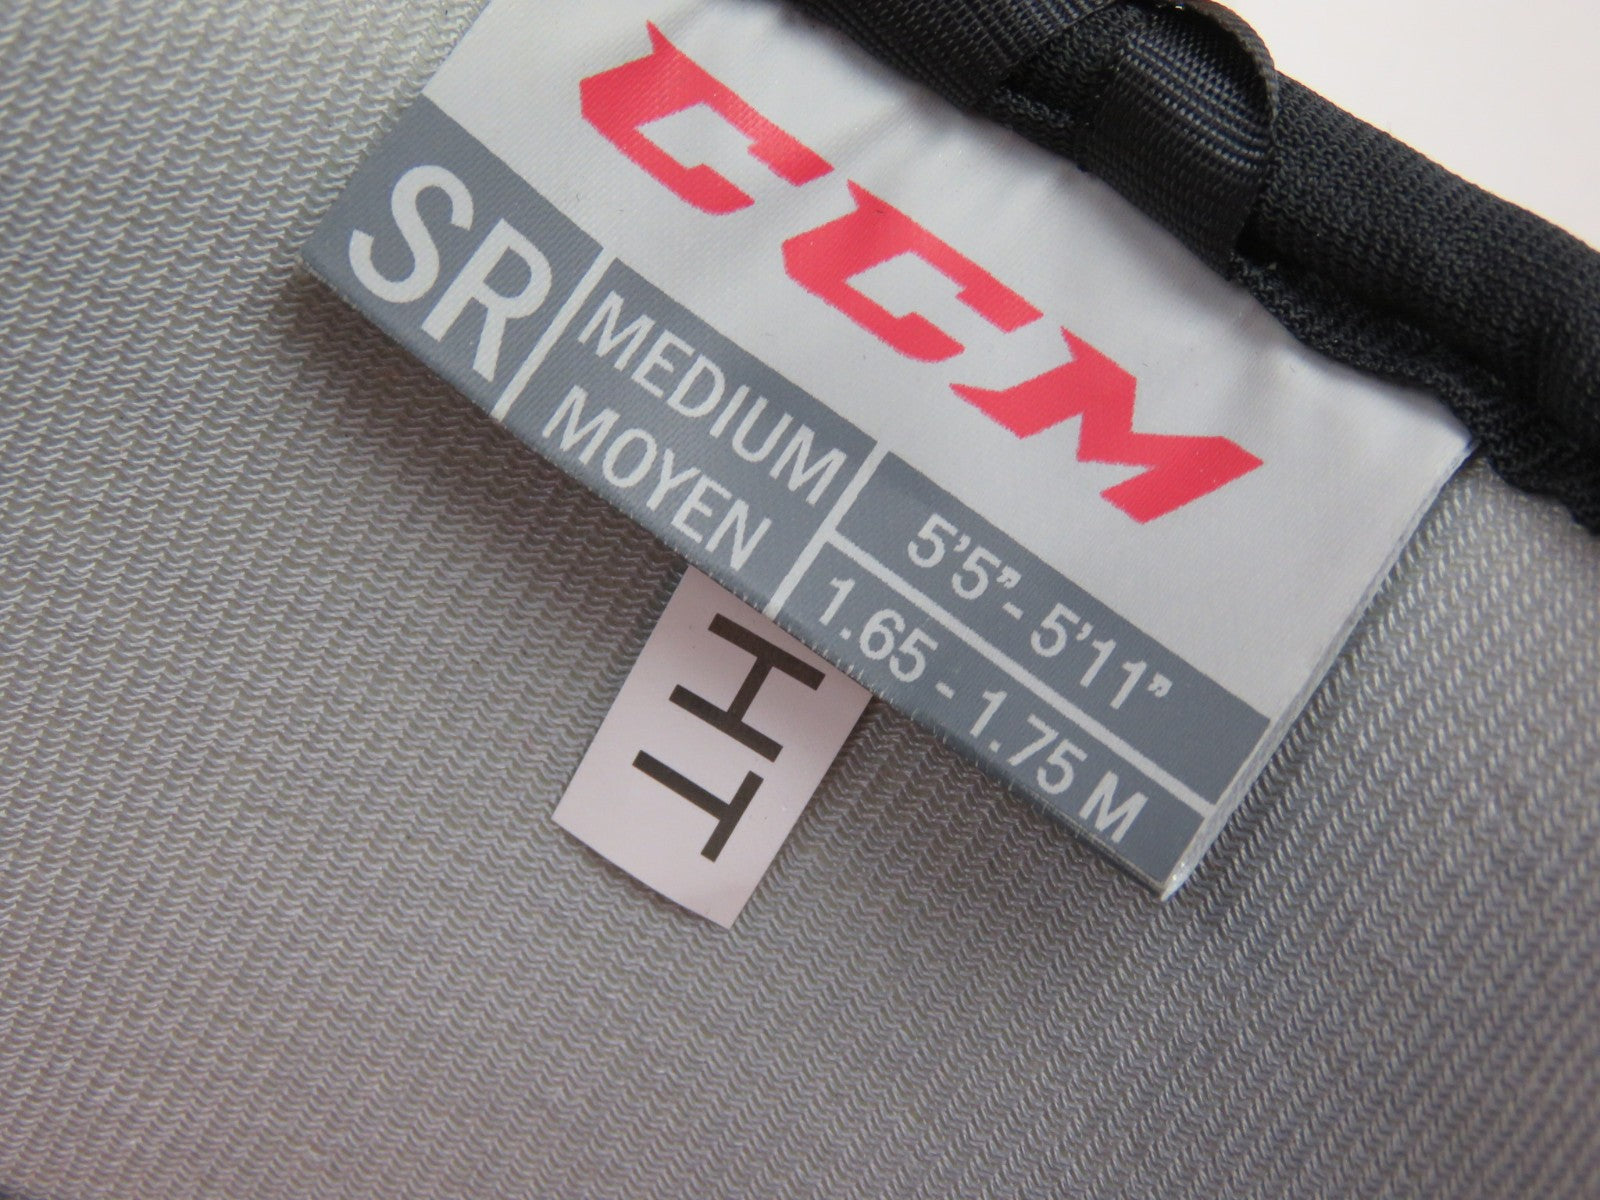 CCM
SR
MEDIUM
MOYEN
5'5" - 5'11"
1.65 - 1.75 M
HT